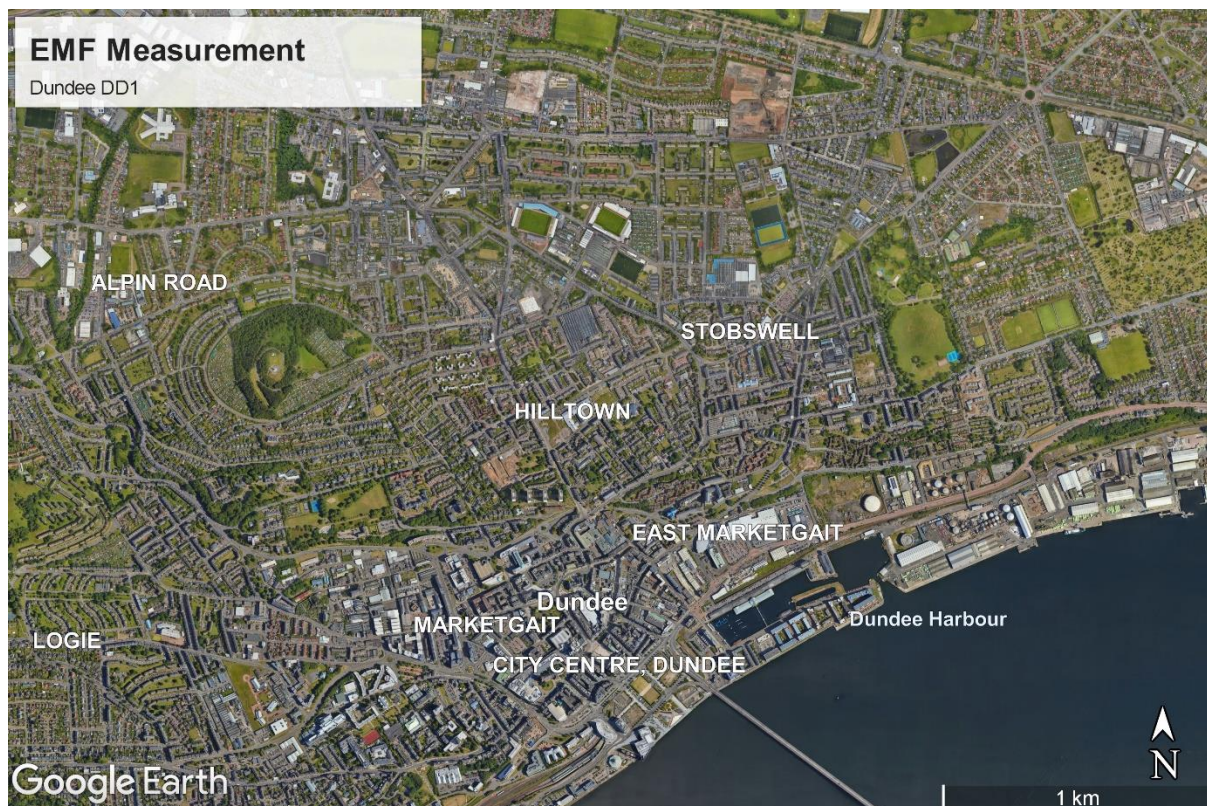 EMF Measurement
Dundee DD1
ALPIN ROAD
STOBSWELL
HILLTOWN
EAST MARKETGAIT
Dundee
Dundee Harbour
MARKETGAIT
LOGIE
CITY CENTRE, DUNDEE
N
Google Earth
1 km